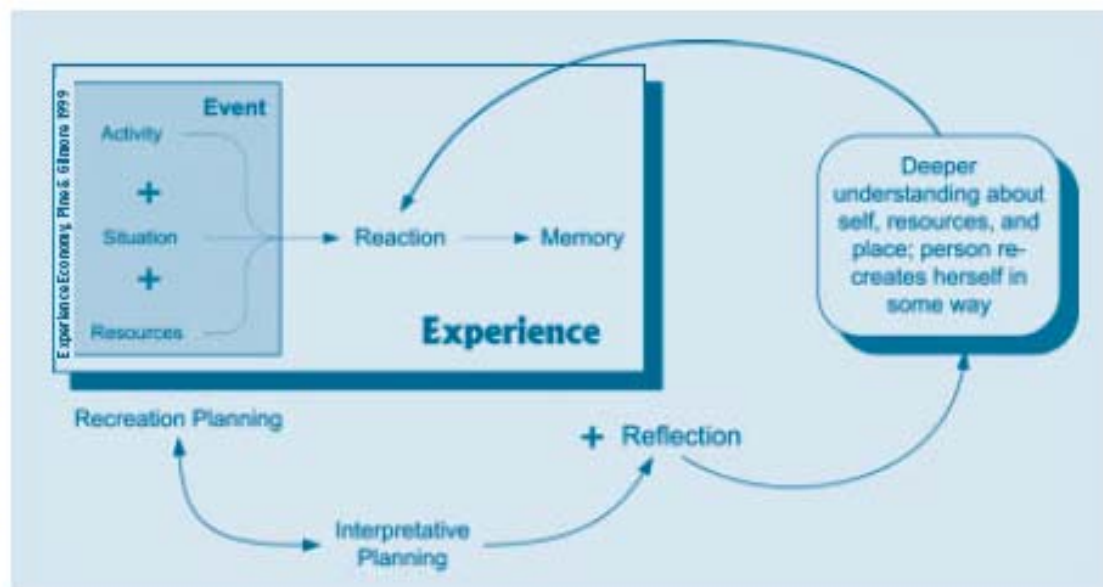 Experience Economy, Pine & Gilmore 1999
Event
Activity
+
Situation
+
Resources
Reaction
Memory
Experience
Deeper
understanding about
self, resources, and
place; person re-
creates herself in
some way
Recreation Planning
+ Reflection
Interpretative
Planning